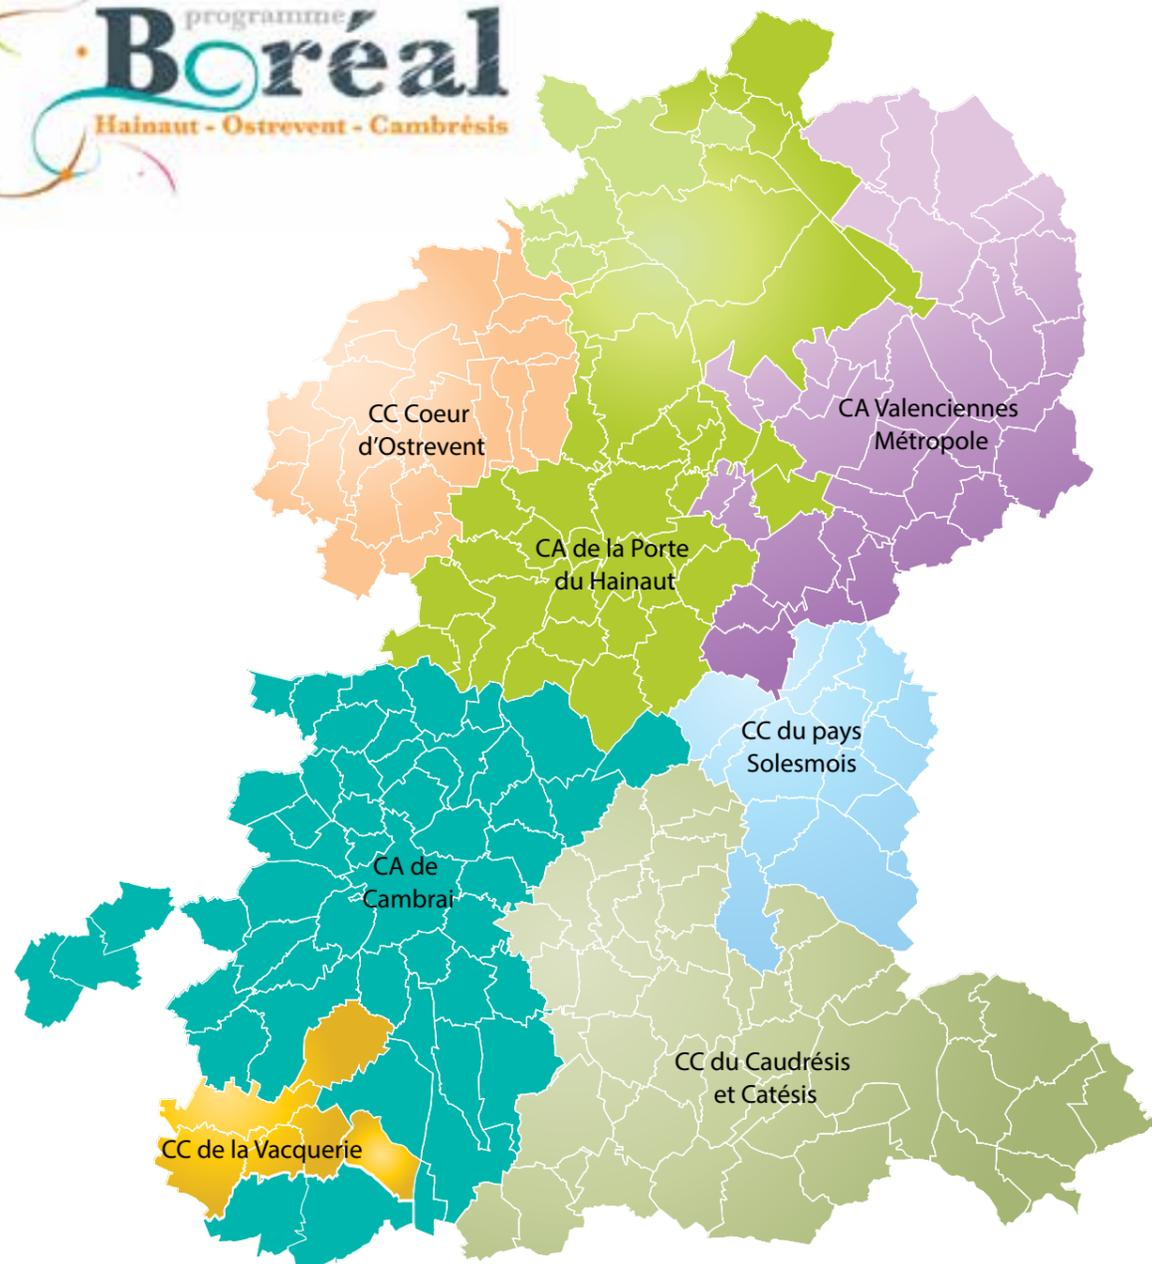 programme
Boréal
Hainaut - Ostrevent - Cambrésis
CC Coeur
d'Ostrevent
CA Valenciennes
Métropole
CA de la Porte
du Hainaut
CC du pays
Solesmois
CA de
Cambrai
CC du Caudrésis
et Catésis
CC de la Vacquerie